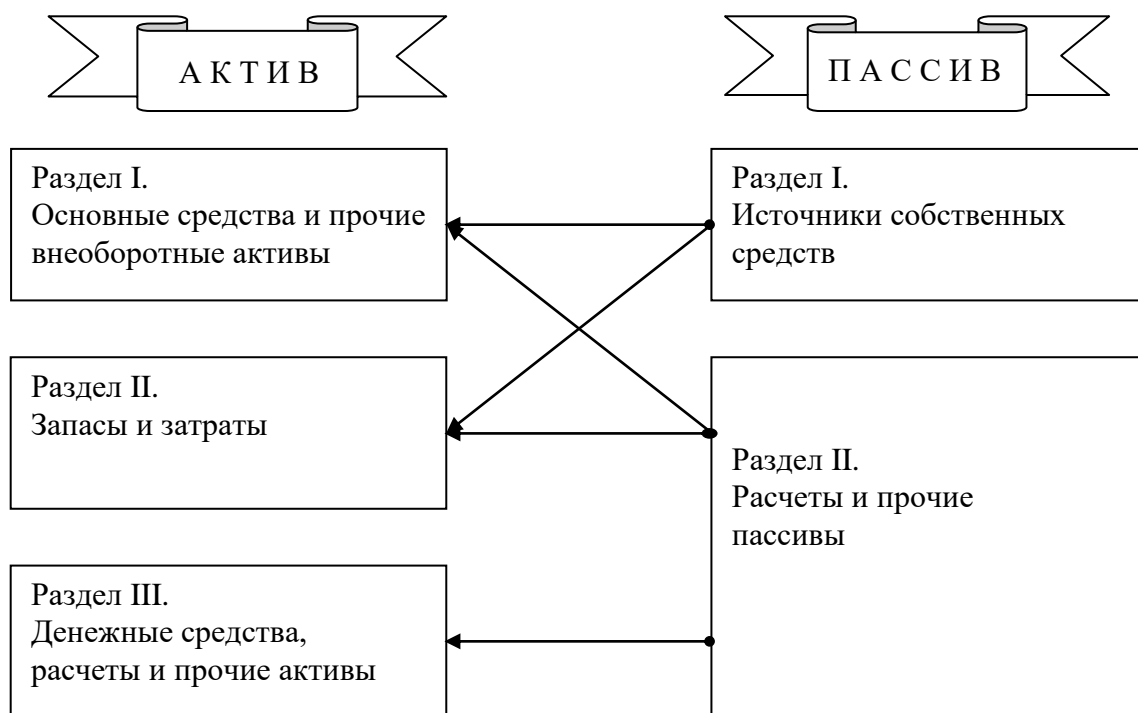 А К Т И В
П А С С И В
Раздел I.
Основные средства и прочие
внеоборотные активы
Раздел I.
Источники собственных
средств
Раздел II.
Запасы и затраты
Раздел II.
Расчеты и прочие
пассивы
Раздел III.
Денежные средства,
расчеты и прочие активы